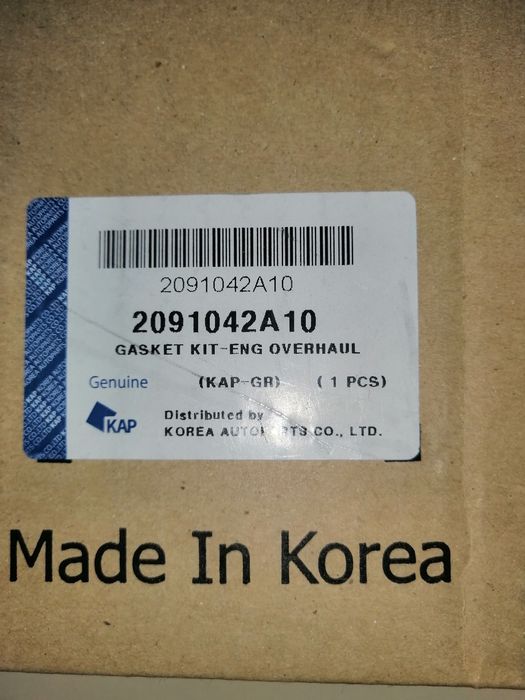 2091042A10
2091042A10
GASKET KIT-ENG OVERHAUL
Genuine (KAP-GR) (1 PCS)
KAP
Distributed by
KOREA CO., LTD.
Made In Korea